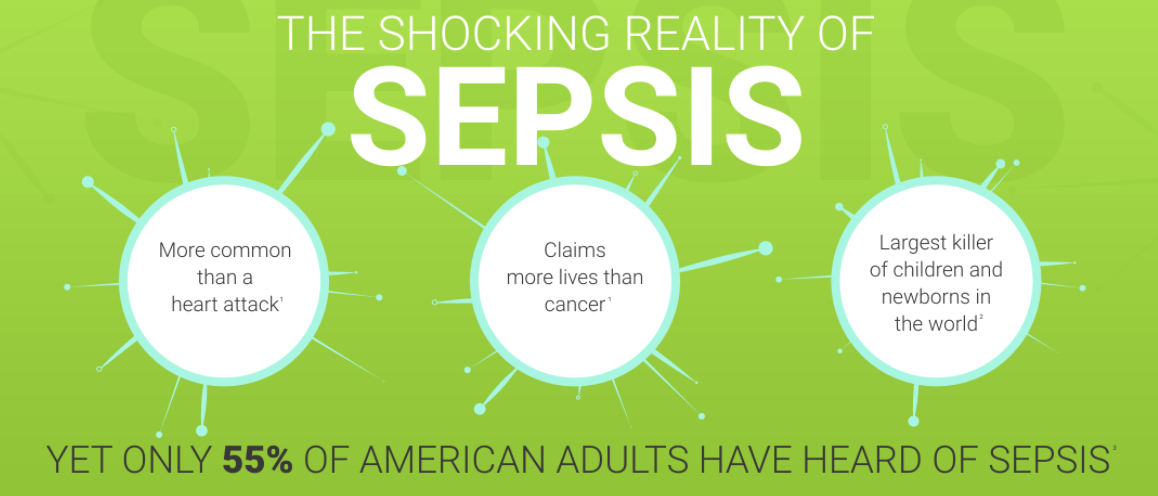 THE SHOCKING REALITY OF
SEPSIS
More common
than a
heart attack¹
Claims
more lives than
cancer¹
Largest killer
of children and
newborns in
the world²
YET ONLY 55% OF AMERICAN ADULTS HAVE HEARD OF SEPSIS³
SEPSIS